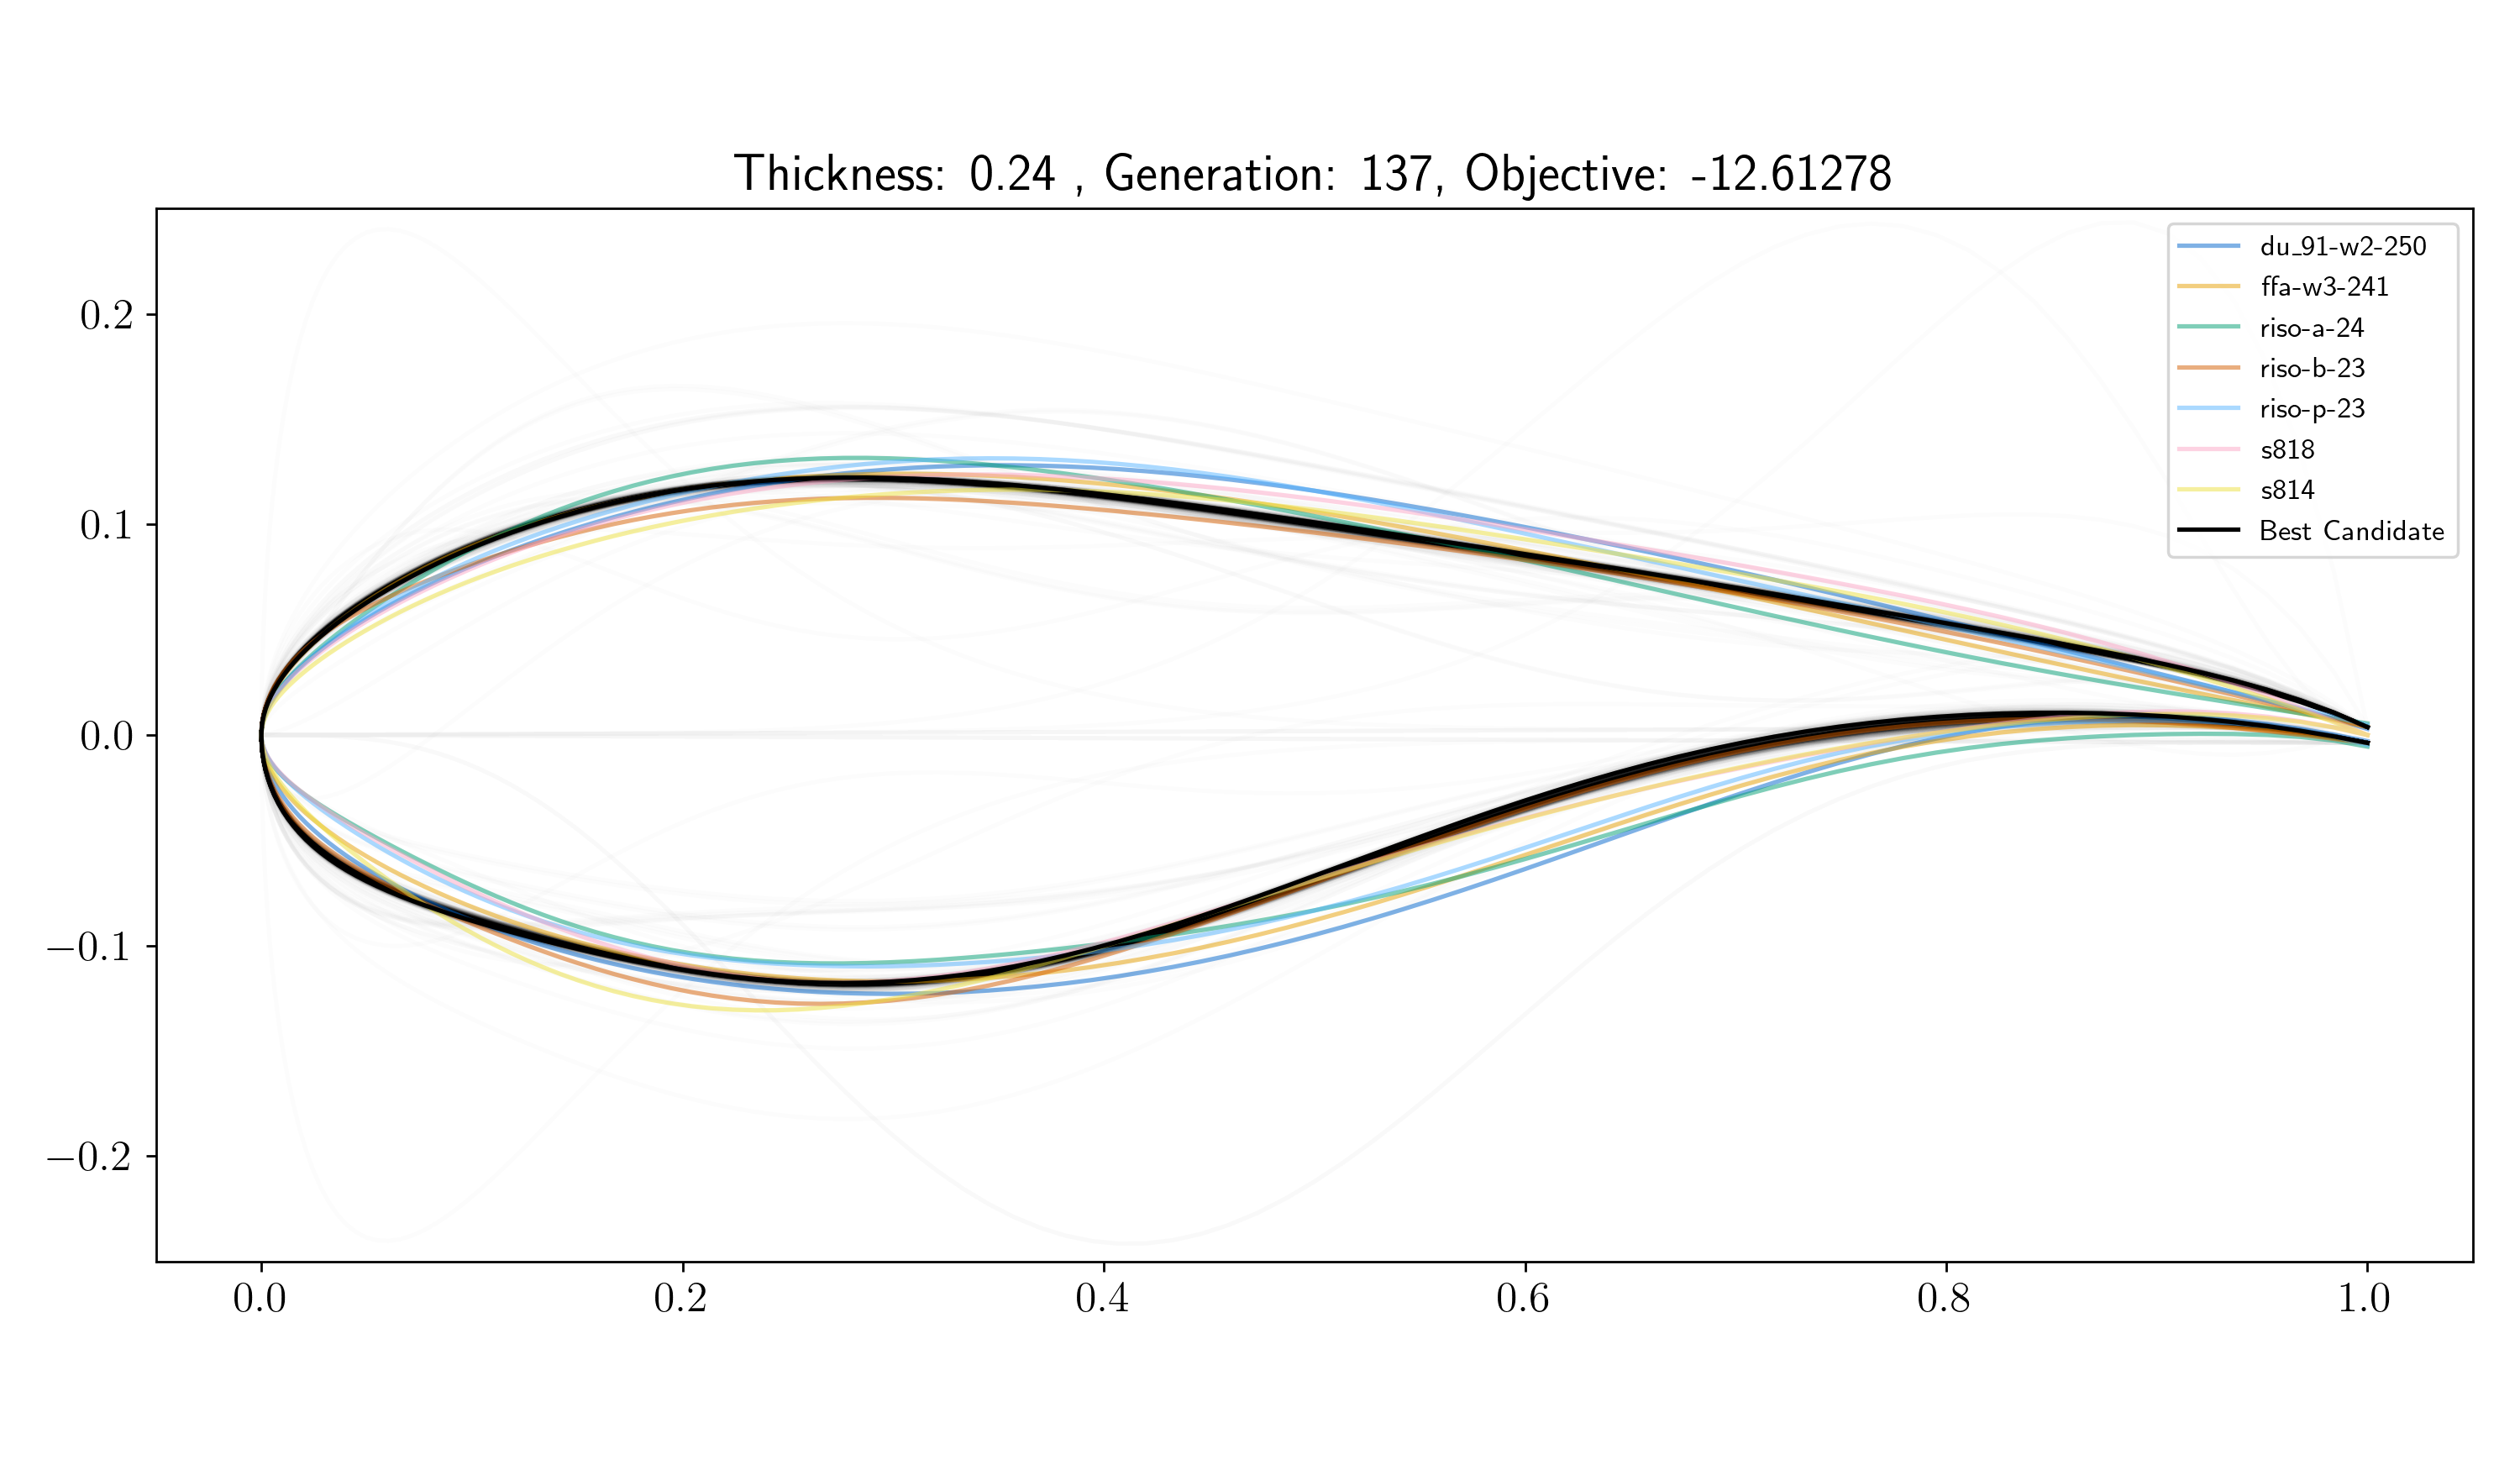 Thickness: 0.24 , Generation: 137, Objective: -12.61278
du_91-w2-250
ffa-w3-241
riso-a-24
riso-b-23
riso-p-23
s818
s814
Best Candidate
0.2
0.1
0.0
−0.1
−0.2
0.0 0.2 0.4 0.6 0.8 1.0